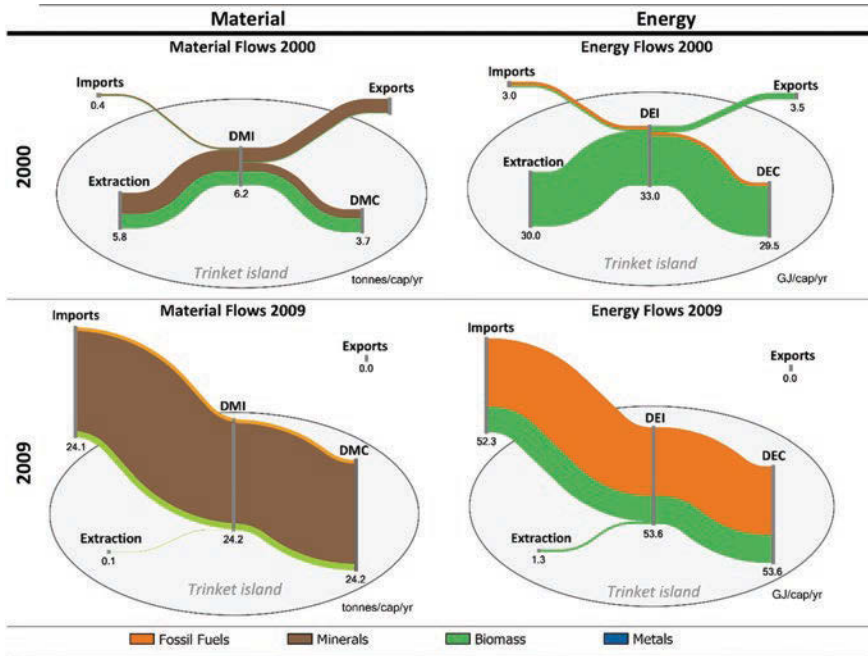 Material
Energy
2000
Material Flows 2000
Imports
0.4
Exports
DMI
6.2
Extraction
5.8
DMC
3.7
Trinket island
tonnes/cap/yr
Energy Flows 2000
Imports
3.0
Exports
3.5
DEI
33.0
Extraction
30.0
DEC
29.5
Trinket island
GJ/cap/yr
2009
Material Flows 2009
Imports
24.1
Exports
0.0
DMI
24.2
DMC
24.2
Extraction
0.1
Trinket island
tonnes/cap/yr
Energy Flows 2009
Imports
52.3
Exports
0.0
DEI
53.6
DEC
53.6
Extraction
1.3
Trinket island
GJ/cap/yr
Fossil Fuels
Minerals
Biomass
Metals